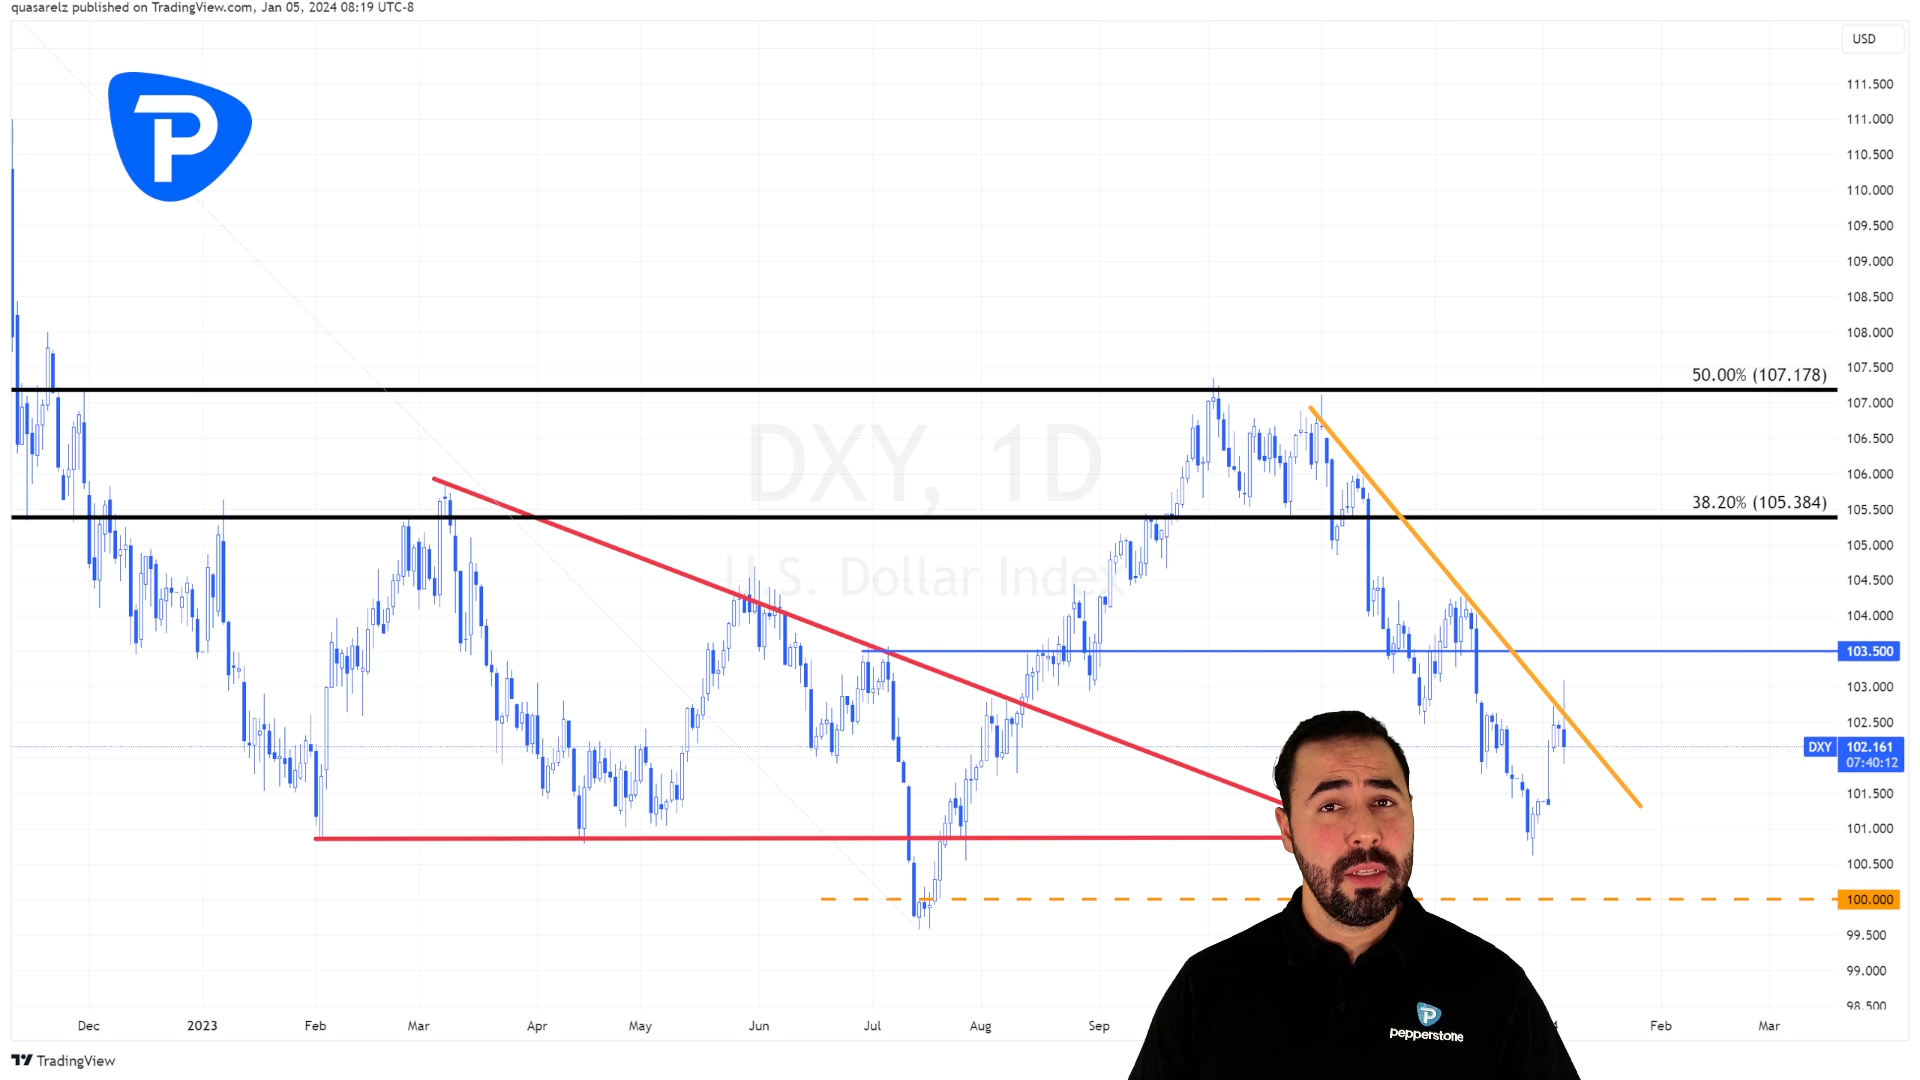 quasarelz published on TradingView.com, Jan 05, 2024 08:19 UTC-8
USD
111.500
111.000
110.500
110.000
109.500
109.000
108.500
108.000
107.500
50.00% (107.178)
107.000
106.500
106.000
105.500
38.20% (105.384)
105.000
104.500
104.000
103.500
103.000
102.500
DXY 102.161
07:40:12
101.500
101.000
100.500
100.000
99.500
99.000
98.500
DXY, 1D
U.S. Dollar Index
P
P
pepperstone
Dec 2023 Feb Mar Apr May Jun Jul Aug Sep 4 Feb Mar
TradingView